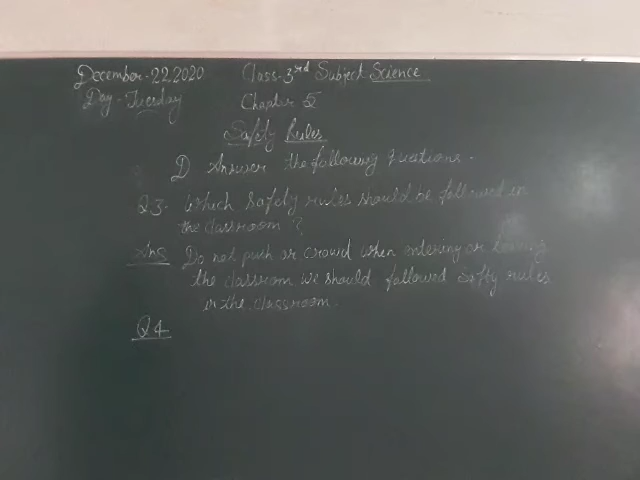 December-22.2020 Class-3rd Subject Science
Day-Tuesday Chapter 5
Safety Rules
D Answer the following questions.
Q3. Which safety rules should be followed in
the classroom?
Ans Do not push or crowd when entering or leaving
the classroom we should followed safty rules
in the classroom.
Q4